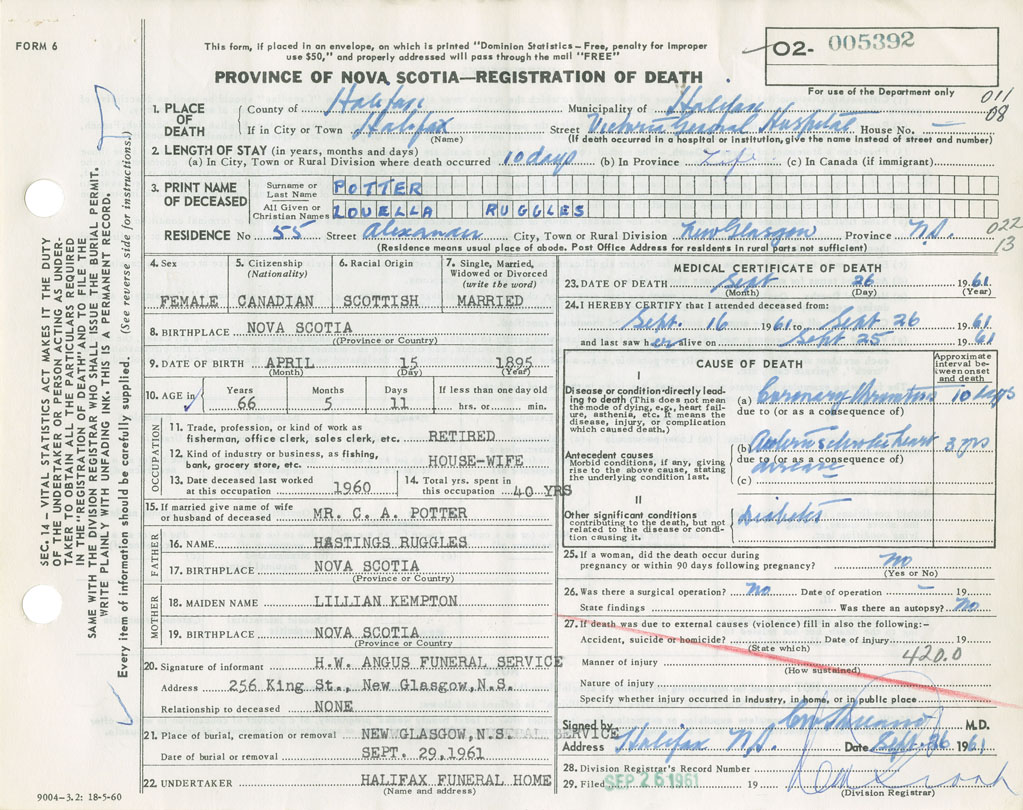 FORM 6
This form, if placed in an envelope, on which is printed "Dominion Statistics – Free, penalty for improper
use $50," and properly addressed will pass through the mail "FREE"
02- 005392
PROVINCE OF NOVA SCOTIA—REGISTRATION OF DEATH
For use of the Department only
011
08
1. PLACE OF DEATH
County of Halifax Municipality of Halifax
If in City or Town Halifax Street Victoria General Hospital House No. –
(Name) (If death occurred in a hospital or institution, give the name instead of street and number)
2. LENGTH OF STAY (in years, months and days)
(a) In City, Town or Rural Division where death occurred 10 days (b) In Province Life (c) In Canada (if immigrant)
3. PRINT NAME OF DECEASED
Surname or Last Name POTTER
All Given or Christian Names LOUELLA RUGGLES
RESIDENCE No 55 Street City, Town or Rural Division New Glasgow Province N.S.
(Residence means usual place of abode. Post Office Address for residents in rural parts not sufficient)
022
13
4. Sex FEMALE
5. Citizenship (Nationality) CANADIAN
6. Racial Origin SCOTTISH
7. Single, Married, Widowed or Divorced (write the word) MARRIED
8. BIRTHPLACE NOVA SCOTIA
(Province or Country)
9. DATE OF BIRTH APRIL 15 1895
(Month) (Day) (Year)
10. AGE in Years 66 Months 5 Days 11 If less than one day old hrs. or min.
OCCUPATION
11. Trade, profession, or kind of work as
fisherman, office clerk, sales clerk, etc. RETIRED
12. Kind of industry or business, as fishing,
bank, grocery store, etc. HOUSE-WIFE
13. Date deceased last worked at this occupation 1960
14. Total yrs. spent in this occupation 40 YRS
15. If married give name of wife
or husband of deceased MR. C. A. POTTER
FATHER
16. NAME HASTINGS RUGGLES
17. BIRTHPLACE NOVA SCOTIA
(Province or Country)
MOTHER
18. MAIDEN NAME LILLIAN KEMPTON
19. BIRTHPLACE NOVA SCOTIA
(Province or Country)
20. Signature of informant H.W. ANGUS FUNERAL SERVICE
Address 256 King St., New Glasgow, N.S.
Relationship to deceased NONE
21. Place of burial, cremation or removal NEW GLASGOW, N.S. SERVICE
Date of burial or removal SEPT. 29, 1961
22. UNDERTAKER HALIFAX FUNERAL HOME
(Name and address)
MEDICAL CERTIFICATE OF DEATH
23. DATE OF DEATH Sept 26 1961
(Month) (Day) (Year)
24. I HEREBY CERTIFY that I attended deceased from:
Sept. 16 1961 to Sept 26 1961
and last saw her alive on Sept 25 1961
CAUSE OF DEATH
Approximate interval between onset and death
I
Disease or condition directly leading to death (This does not mean the mode of dying, e.g., heart failure, asthenia, etc. It means the disease, injury, or complication which caused death.)
(a) Coronary Thrombosis 10 days
due to (or as a consequence of)
Antecedent causes
Morbid conditions, if any, giving rise to the above cause, stating the underlying condition last.
(b) Arteriosclerotic heart disease 3 yrs
due to (or as a consequence of)
(c)
II
Other significant conditions
contributing to the death, but not related to the disease or condition causing it.
Diabetes
25. If a woman, did the death occur during
pregnancy or within 90 days following pregnancy? No
(Yes or No)
26. Was there a surgical operation? No Date of operation – 19
State findings Was there an autopsy? No
27. If death was due to external causes (violence) fill in also the following:–
Accident, suicide or homicide? Date of injury 19
(State which)
Manner of injury 420.0
(How sustained)
Nature of injury
Specify whether injury occurred in industry, in home, or in public place
Signed by M.D.
Address Halifax N.S. Date Sept. 26 1961
28. Division Registrar's Record Number
29. Filed SEP 26 1961
(Division Registrar)
SEC. 14 – VITAL STATISTICS ACT MAKES IT THE DUTY
OF THE UNDERTAKER OR PERSON ACTING AS UNDER-
TAKER TO OBTAIN ALL THE PARTICULARS REQUIRED
IN THE "REGISTRATION OF DEATH" AND TO FILE THE
SAME WITH THE DIVISION REGISTRAR WHO SHALL ISSUE THE BURIAL PERMIT.
WRITE PLAINLY WITH UNFADING INK. THIS IS A PERMANENT RECORD.
Every item of information should be carefully supplied. (See reverse side for instructions.)
9004–3.2: 18-5-60